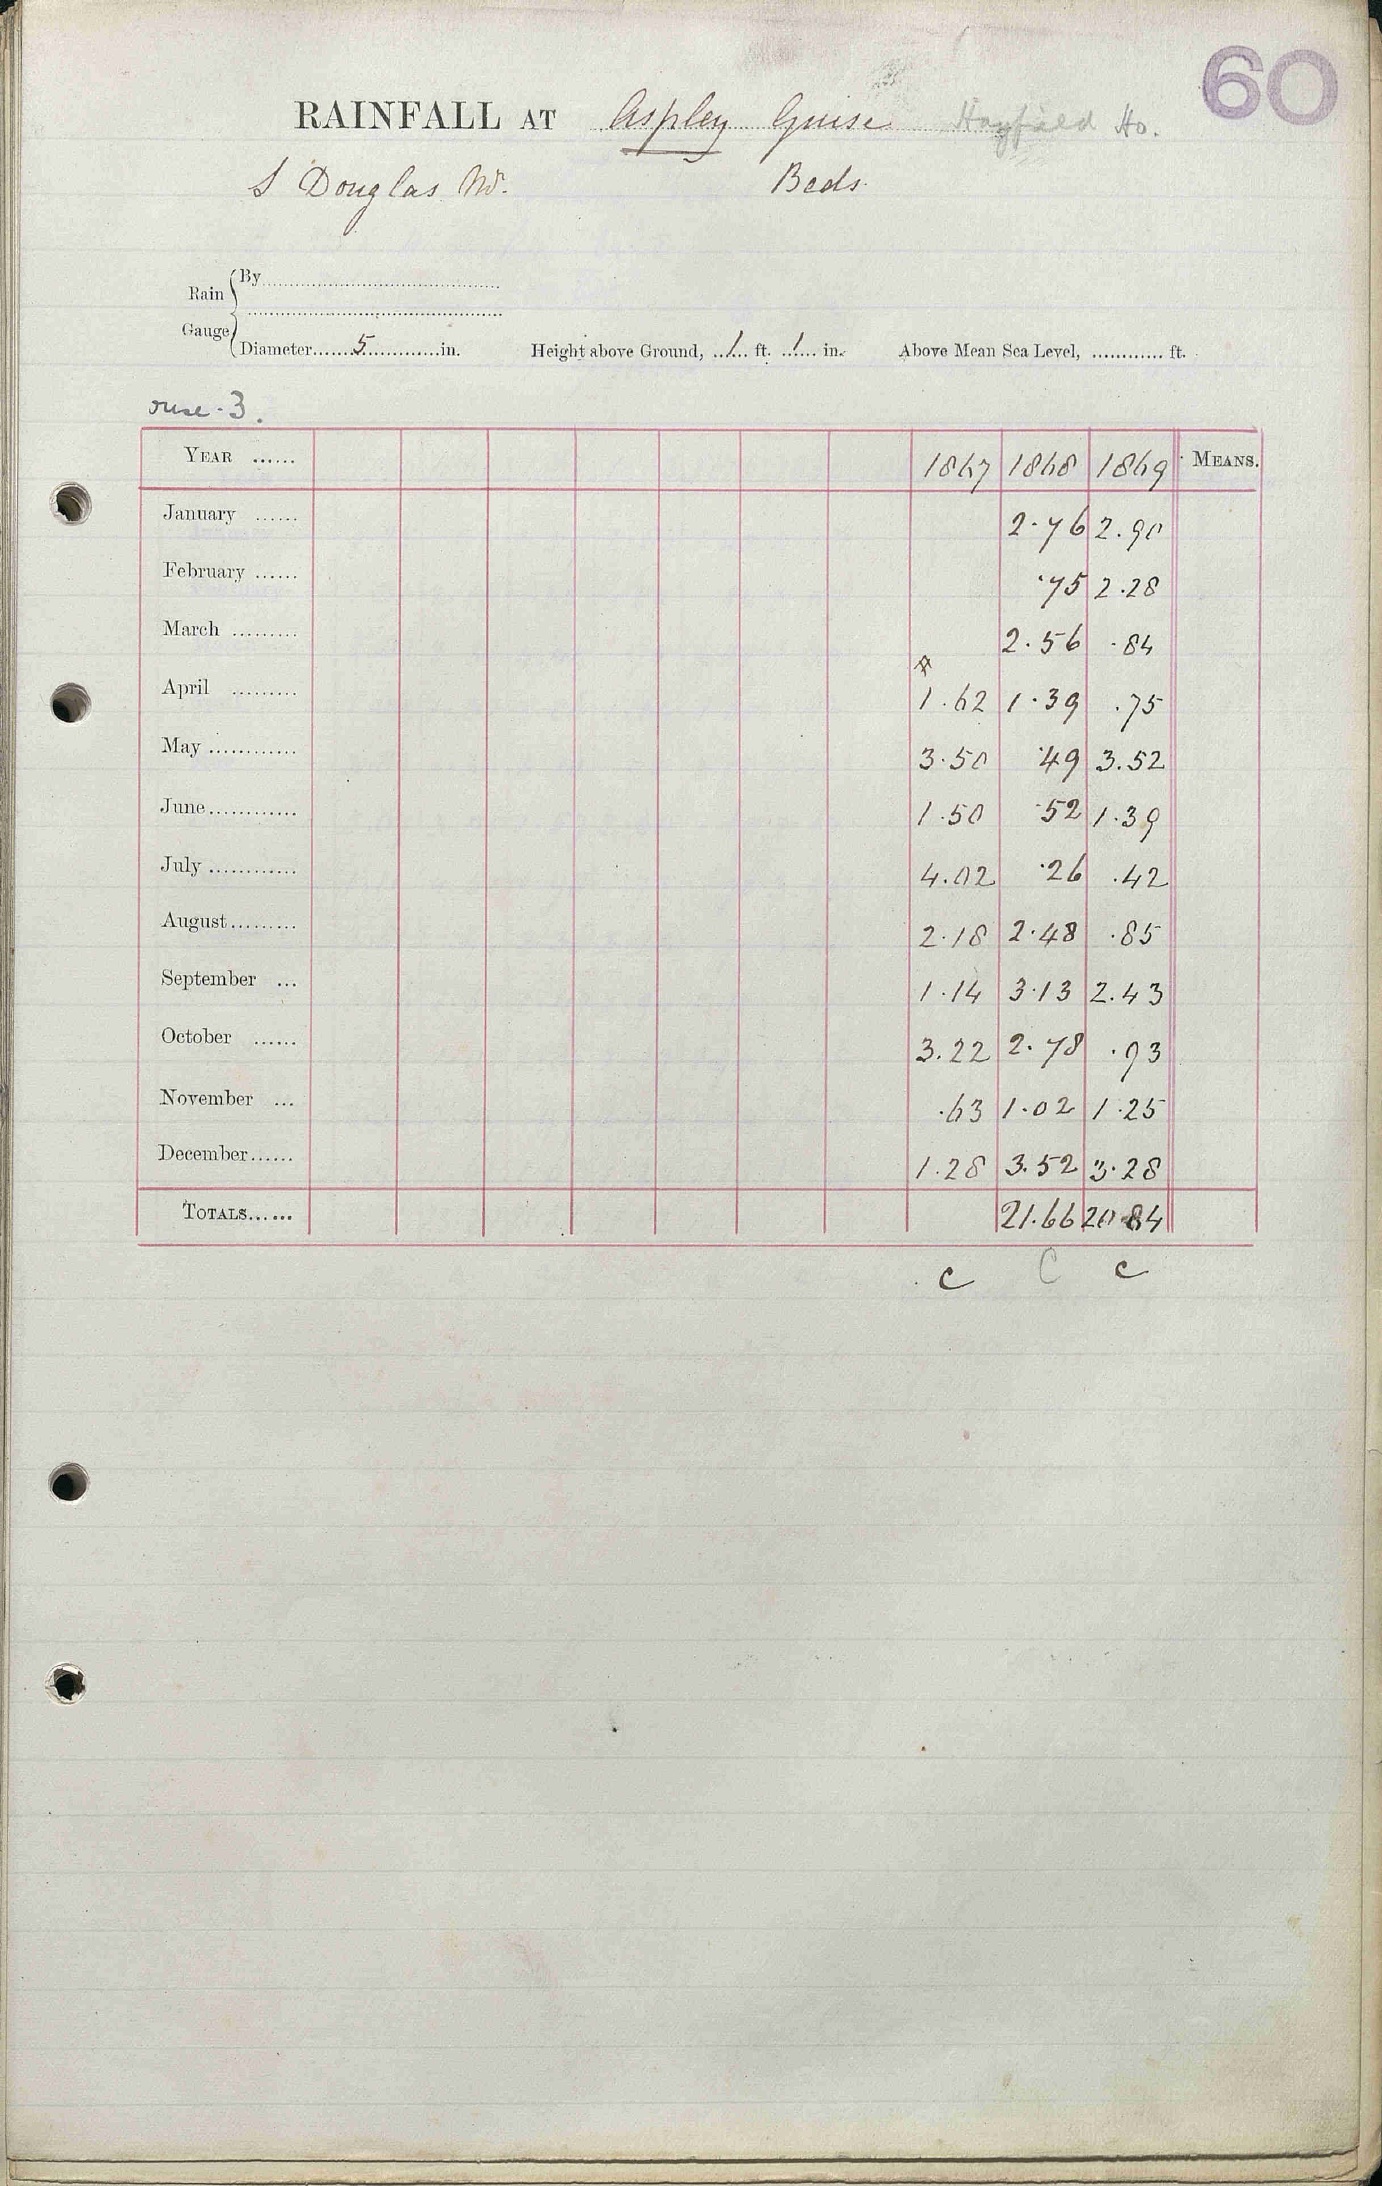 60
RAINFALL AT Aspley Guise Hayfield Ho.
S Douglas Beds.
By
Rain
Gauge
Diameter 5 in. Height above Ground, 1 ft. 1 in. Above Mean Sea Level, ft.
ouse. 3.
YEAR 1867 1868 1869 MEANS.
January 2.76 2.90
February .75 2.28
March 2.56 .84
April 1.62 1.39 .75
May 3.50 .49 3.52
June 1.50 .52 1.39
July 4.02 .26 .42
August 2.18 2.48 .85
September 1.14 3.13 2.43
October 3.22 2.78 .93
November .63 1.02 1.25
December 1.28 3.52 3.28
TOTALS 21.66 20.84
c C c